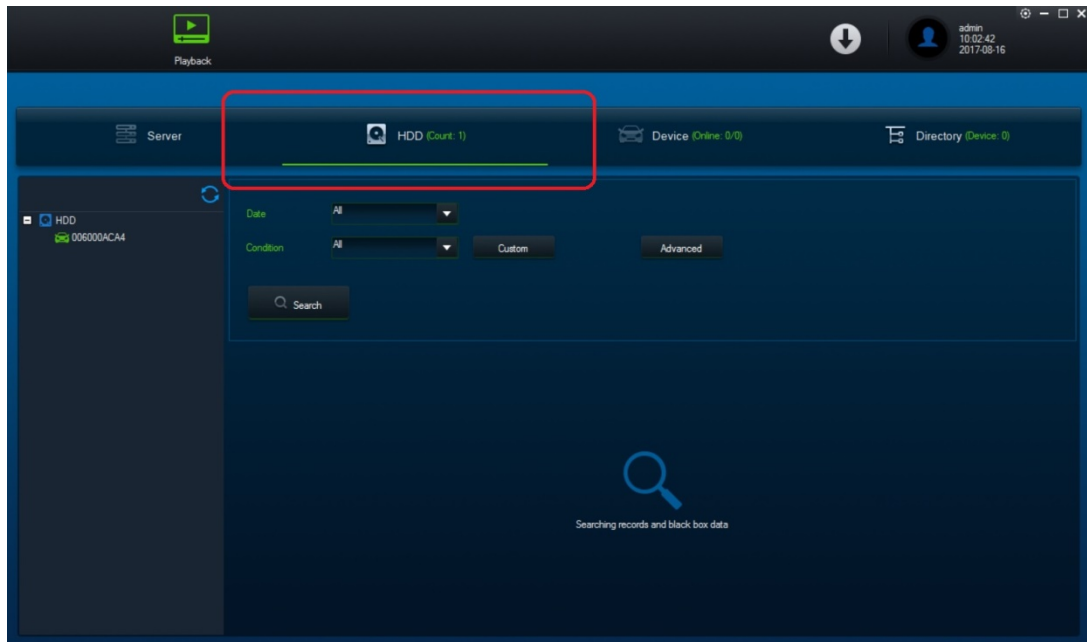 admin
10:02:42
2017-08-16
Playback
Server
HDD (Count: 1)
Device (Online: 0/0)
Directory (Device: 0)
HDD
006000ACA4
Date All
Condition All Custom Advanced
Search
Searching records and black box data